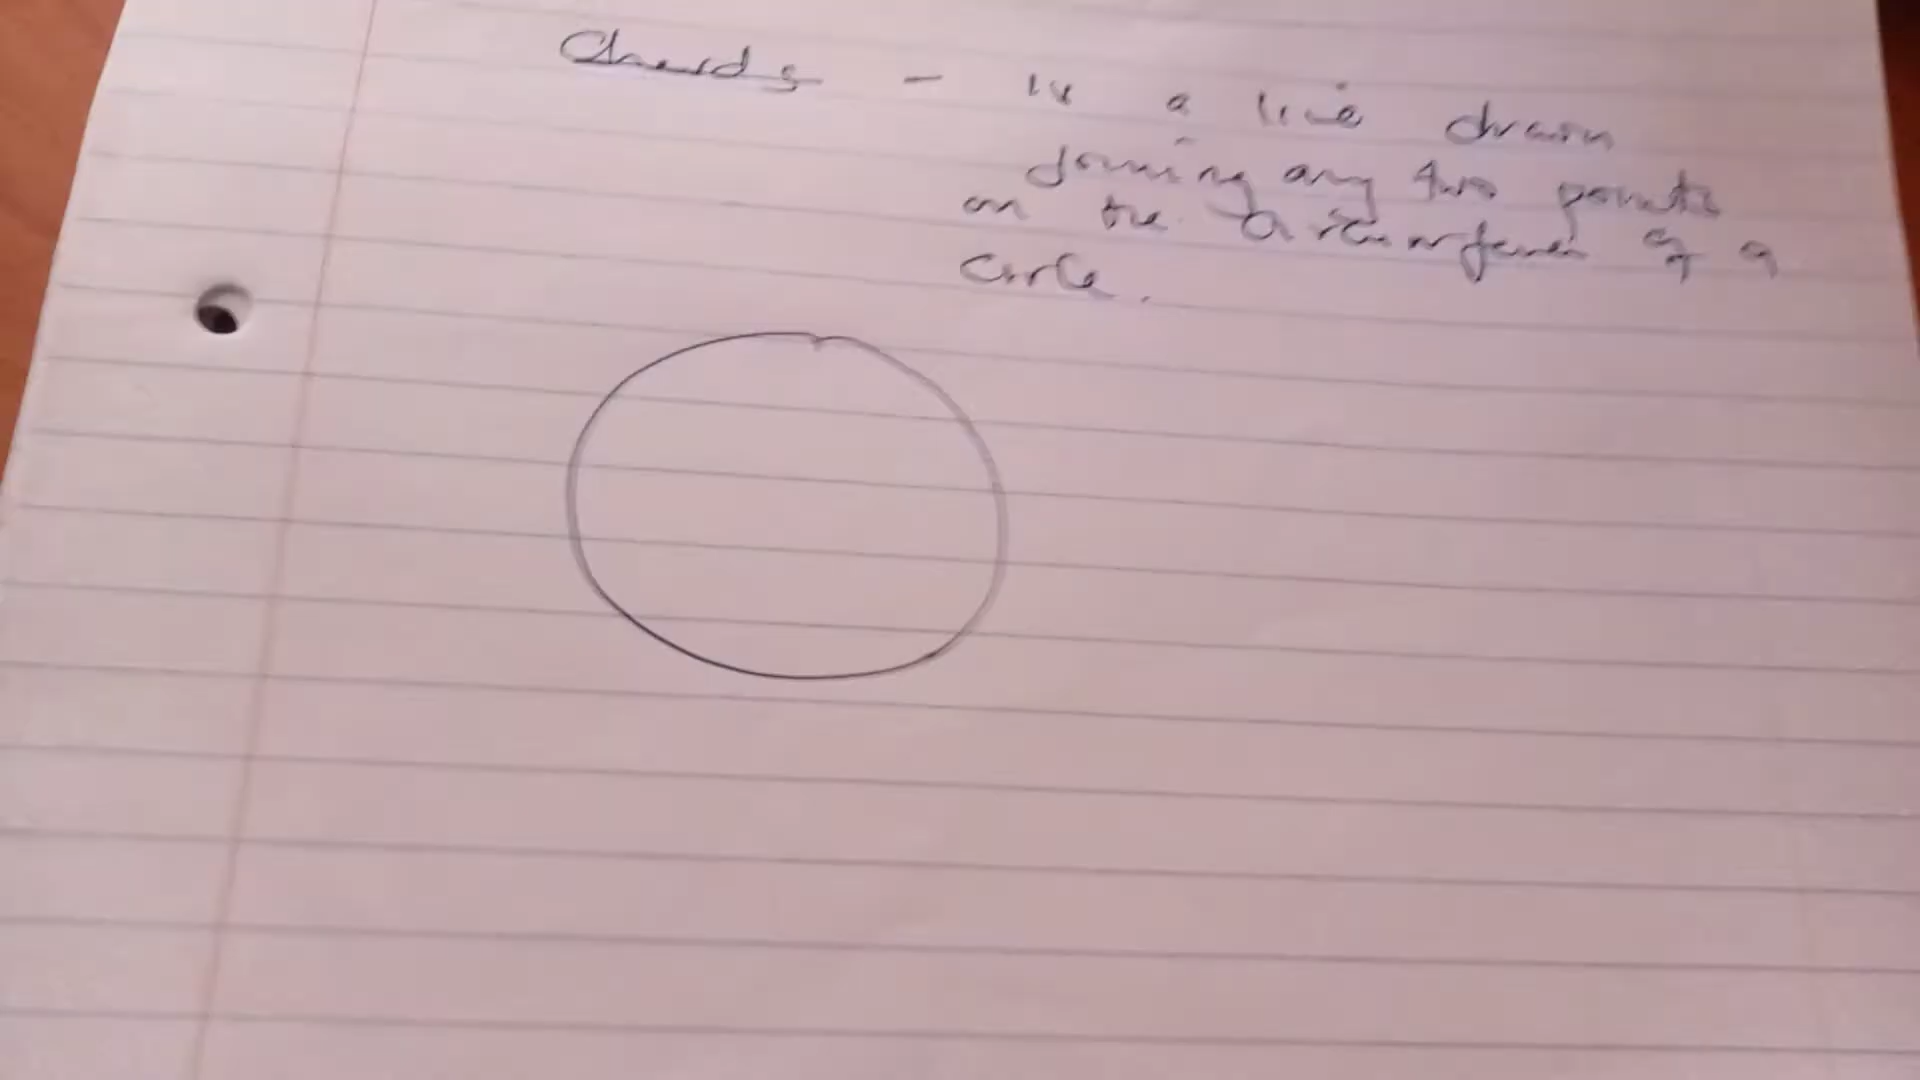 Chords - is a line drawn
joining any two points
on the circumference of a
circle.